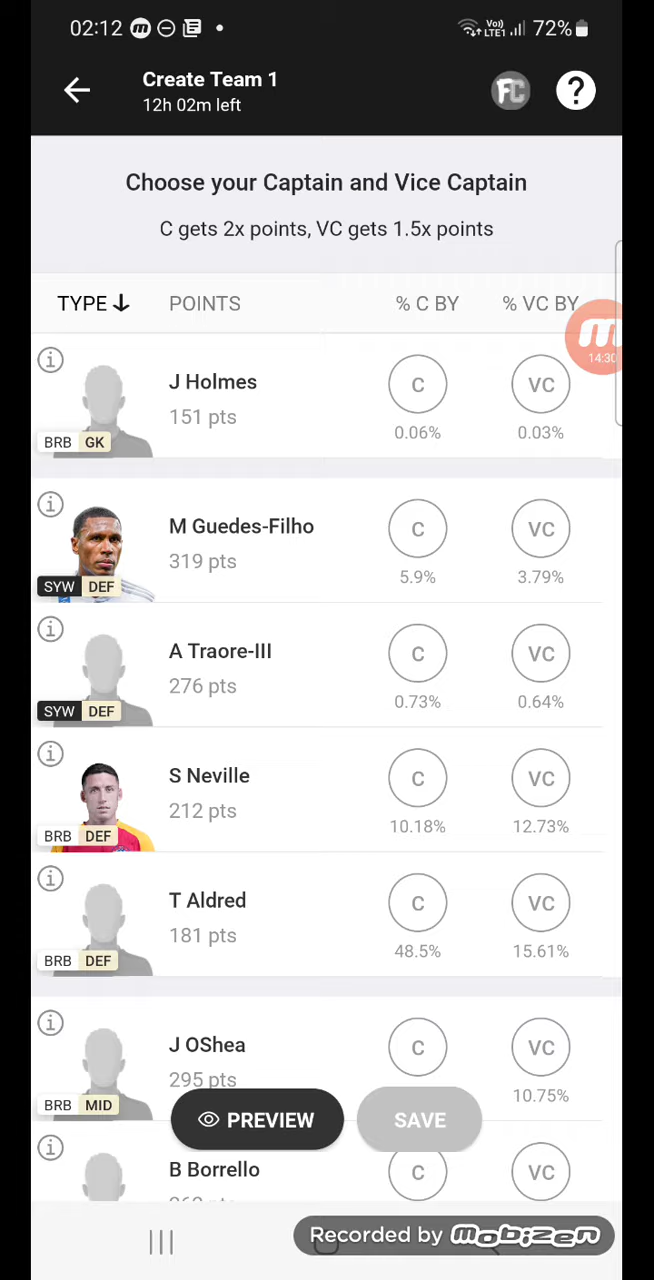 02:12 Vo) LTE1 72%
Create Team 1
12h 02m left
FC ?
Choose your Captain and Vice Captain
C gets 2x points, VC gets 1.5x points
TYPE POINTS % C BY % VC BY
14:30
J Holmes
C VC
151 pts
0.06% 0.03%
BRB GK
M Guedes-Filho
C VC
319 pts
5.9% 3.79%
SYW DEF
A Traore-III
C VC
276 pts
0.73% 0.64%
SYW DEF
S Neville
C VC
212 pts
10.18% 12.73%
BRB DEF
T Aldred
C VC
181 pts
48.5% 15.61%
BRB DEF
J OShea
C VC
295 pts
10.75%
BRB MID
PREVIEW SAVE
B Borrello
C VC
Recorded by mobizen